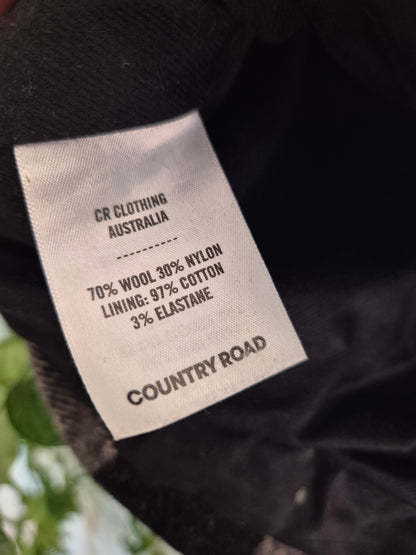 CR CLOTHING
AUSTRALIA
----------
70% WOOL 30% NYLON
LINING: 97% COTTON
3% ELASTANE
COUNTRY ROAD